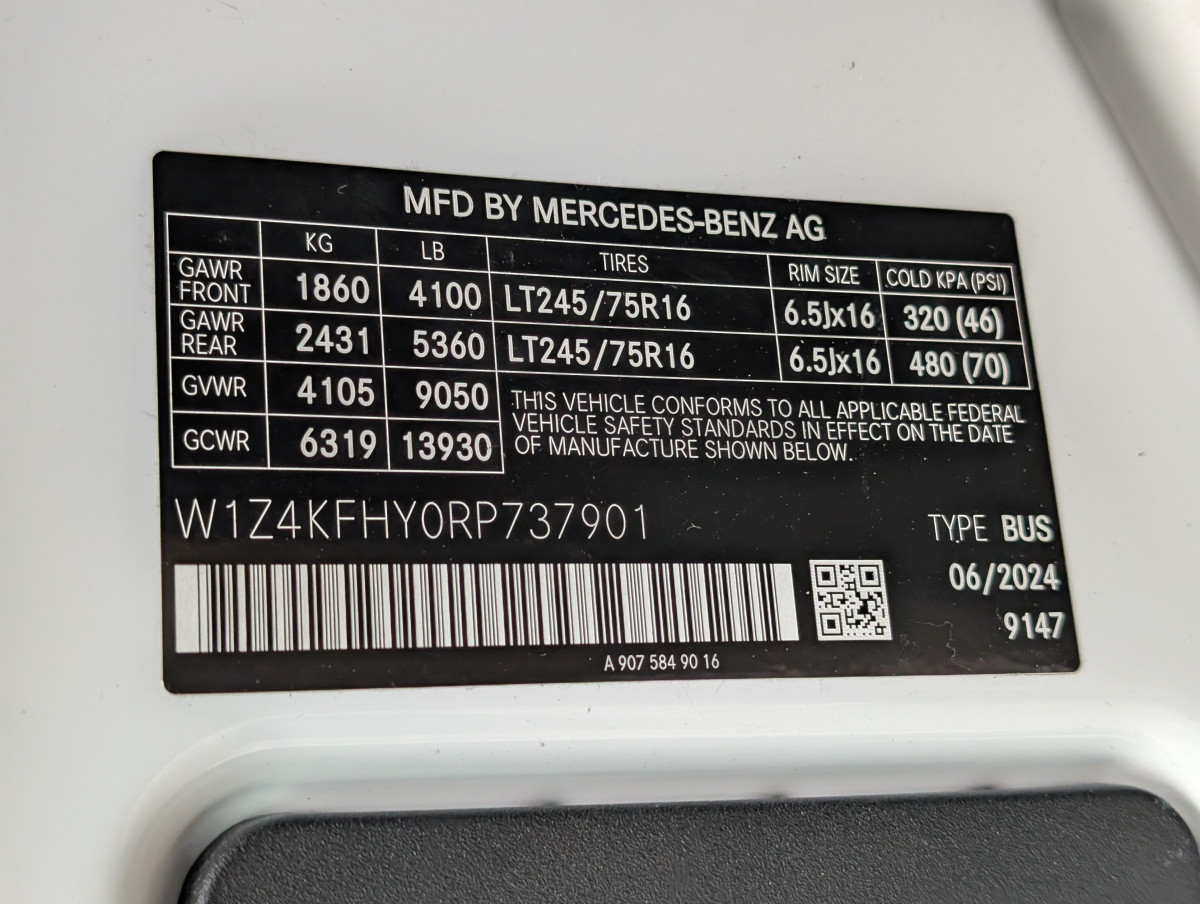 MFD BY MERCEDES-BENZ AG
KG LB TIRES RIM SIZE COLD KPA (PSI)
GAWR FRONT 1860 4100 LT245/75R16 6.5Jx16 320 (46)
GAWR REAR 2431 5360 LT245/75R16 6.5Jx16 480 (70)
GVWR 4105 9050
GCWR 6319 13930
THIS VEHICLE CONFORMS TO ALL APPLICABLE FEDERAL
VEHICLE SAFETY STANDARDS IN EFFECT ON THE DATE
OF MANUFACTURE SHOWN BELOW.
W1Z4KFHY0RP737901
TYPE BUS
06/2024
9147
A 907 584 90 16